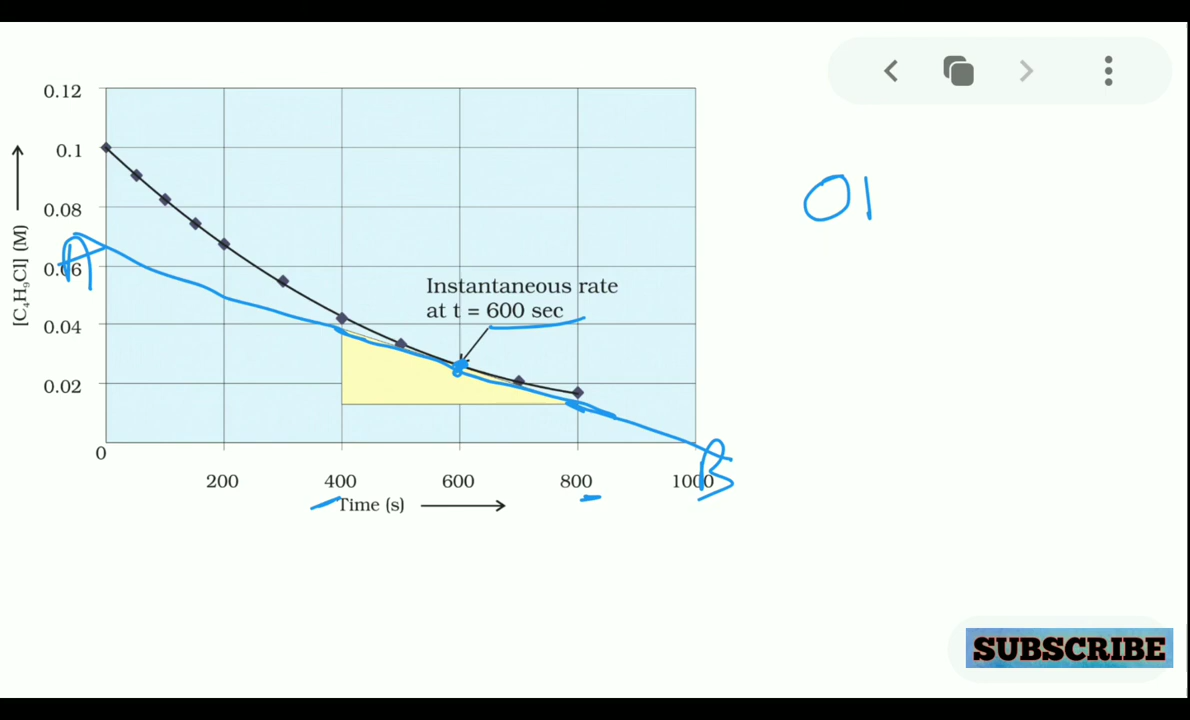 0.12
0.1
0.08
0.06
0.04
0.02
0
[C₄H₉Cl] (M)
A
Instantaneous rate
at t = 600 sec
200
400
600
800
1000
B
Time (s)
01
SUBSCRIBE